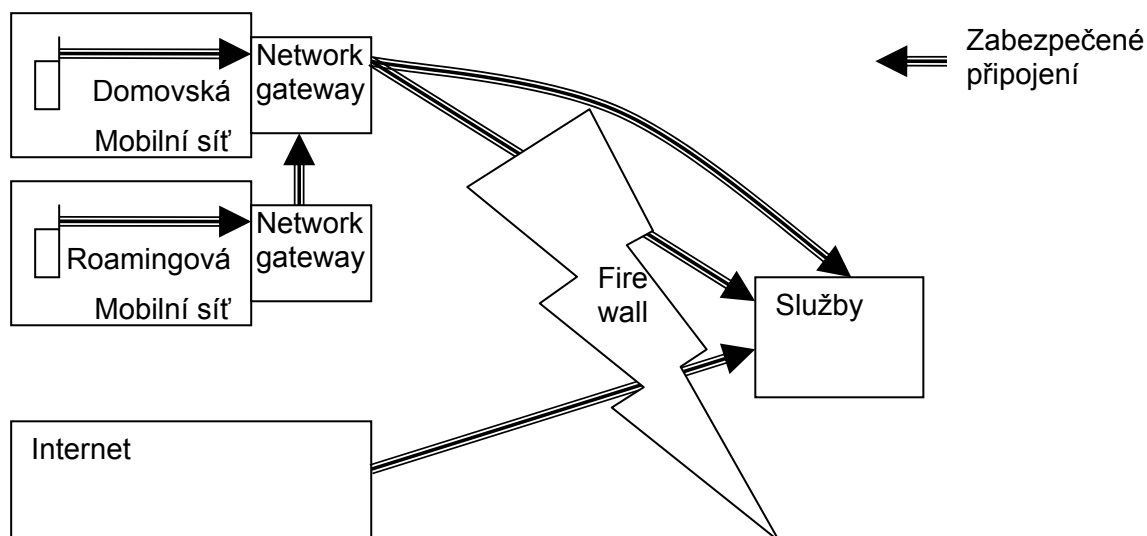 Network
gateway
Domovská
Mobilní síť
Zabezpečené
připojení
Network
gateway
Roamingová
Mobilní síť
Fire
wall
Služby
Internet